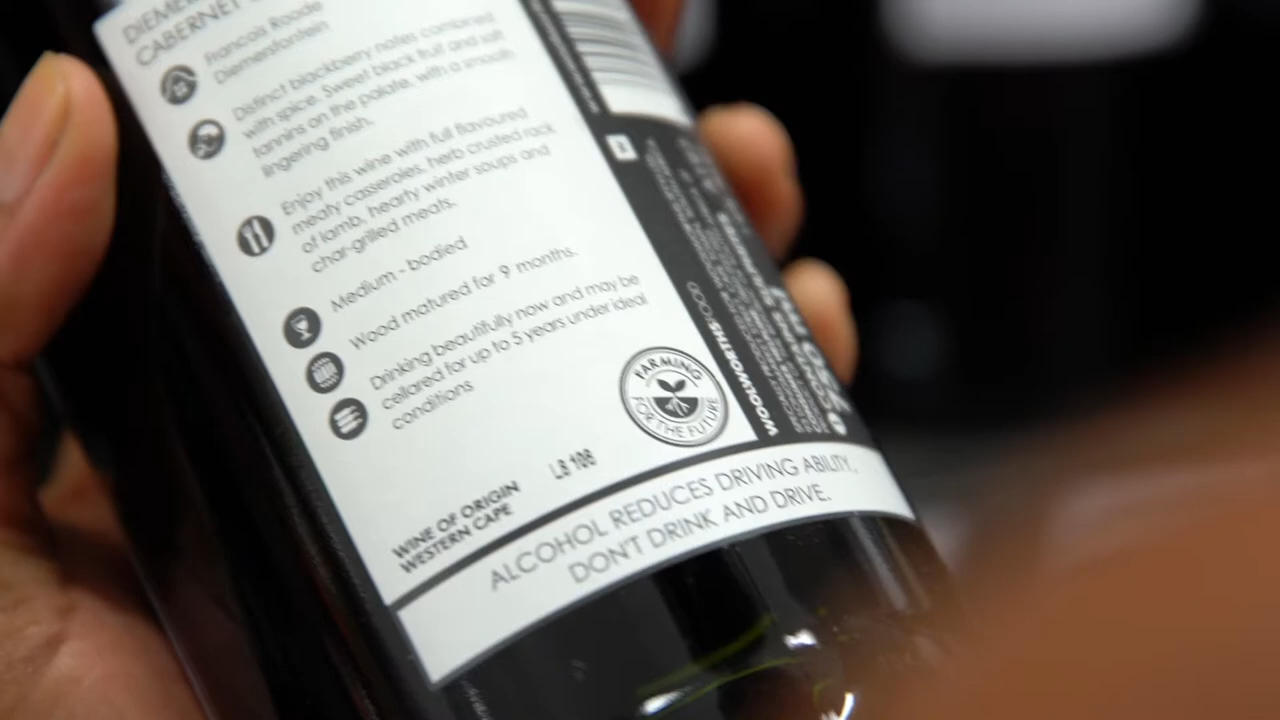 CABERNET
Francois Roode
Diemersfontein
Distinct blackberry notes combined
with spice. Sweet black fruit and soft
tannins on the palate, with a smooth
lingering finish.
Enjoy this wine with full flavoured
meaty casseroles, herb crusted rack
of lamb, hearty winter soups and
char-grilled meats.
Medium - bodied
Wood matured for 9 months.
Drinking beautifully now and may be
cellared for up to 5 years under ideal
conditions
FARMING
FOR THE FUTURE
LB 108
WINE OF ORIGIN
WESTERN CAPE
WOOLWORTHS FOOD
750 ml
ALCOHOL REDUCES DRIVING ABILITY,
DON'T DRINK AND DRIVE.